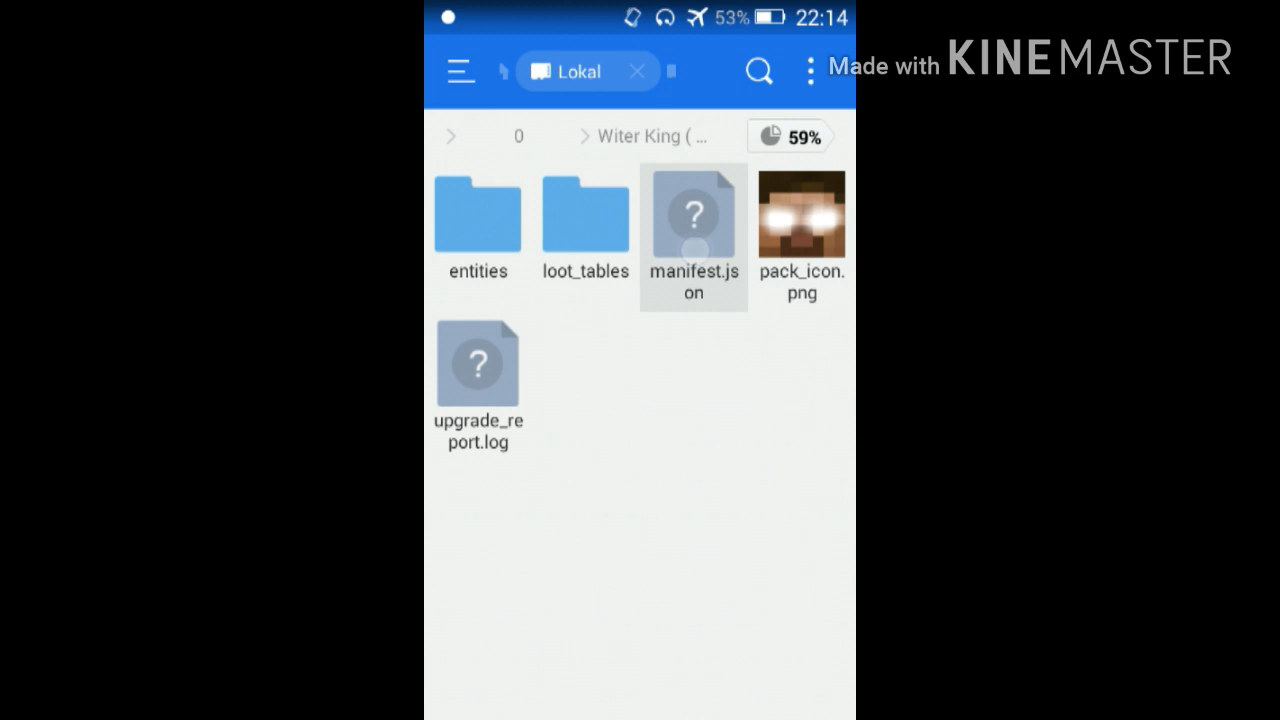 53% 22:14
Made with KINEMASTER
Lokal
0 Witer King ( ...
59%
entities
loot_tables
manifest.js
on
pack_icon.
png
upgrade_re
port.log